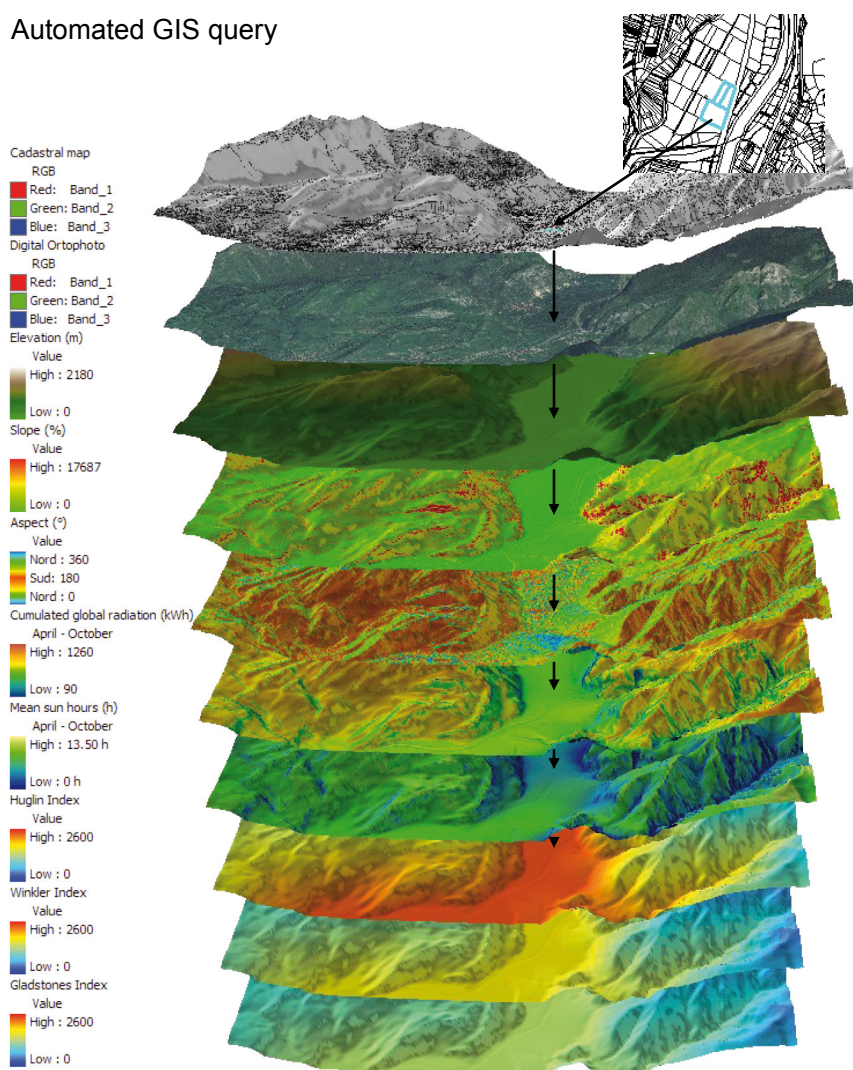 Automated GIS query
Cadastral map
RGB
Red: Band_1
Green: Band_2
Blue: Band_3
Digital Ortophoto
RGB
Red: Band_1
Green: Band_2
Blue: Band_3
Elevation (m)
Value
High : 2180
Low : 0
Slope (%)
Value
High : 17687
Low : 0
Aspect (°)
Value
Nord : 360
Sud: 180
Nord : 0
Cumulated global radiation (kWh)
April - October
High : 1260
Low : 90
Mean sun hours (h)
April - October
High : 13.50 h
Low : 0 h
Huglin Index
Value
High : 2600
Low : 0
Winkler Index
Value
High : 2600
Low : 0
Gladstones Index
Value
High : 2600
Low : 0